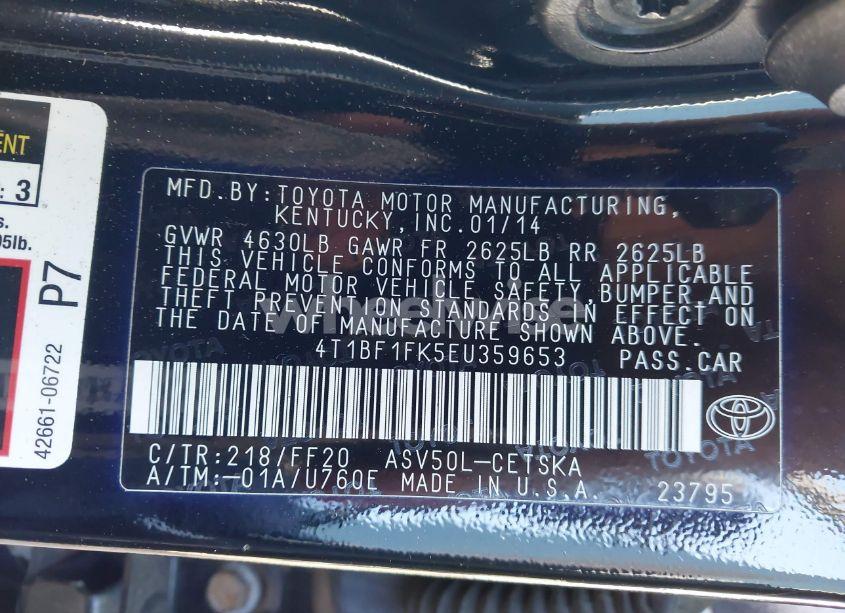 ENT
: 3
s.
95lb.
P7
42661-06722
MFD.BY:TOYOTA MOTOR MANUFACTURING,
KENTUCKY,INC.01/14
GVWR 4630LB GAWR FR 2625LB RR 2625LB
THIS VEHICLE CONFORMS TO ALL APPLICABLE
FEDERAL MOTOR VEHICLE SAFETY,BUMPER,AND
THEFT PREVENTION STANDARDS IN EFFECT ON
THE DATE OF MANUFACTURE SHOWN ABOVE.
4T1BF1FK5EU359653 PASS.CAR
TOYOTA
C/TR:218/FF20 ASV50L-CETSKA
A/TM:-01A/U760E MADE IN U.S.A. 23795